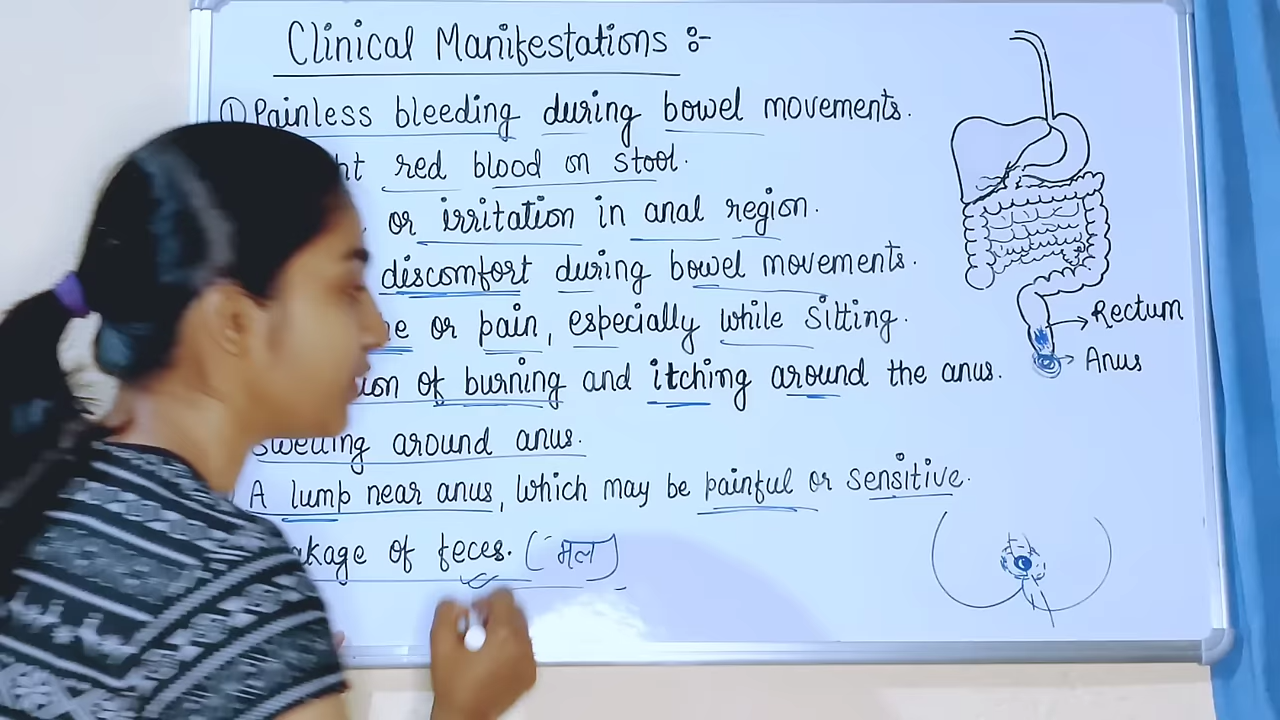 Clinical Manifestations :-
① Painless bleeding during bowel movements.
red blood on stool.
or irritation in anal region.
discomfort during bowel movements.
or pain, especially while sitting.
of burning and itching around the anus.
swelling around anus.
A lump near anus, which may be painful or sensitive.
of feces. (मल)
Rectum
Anus